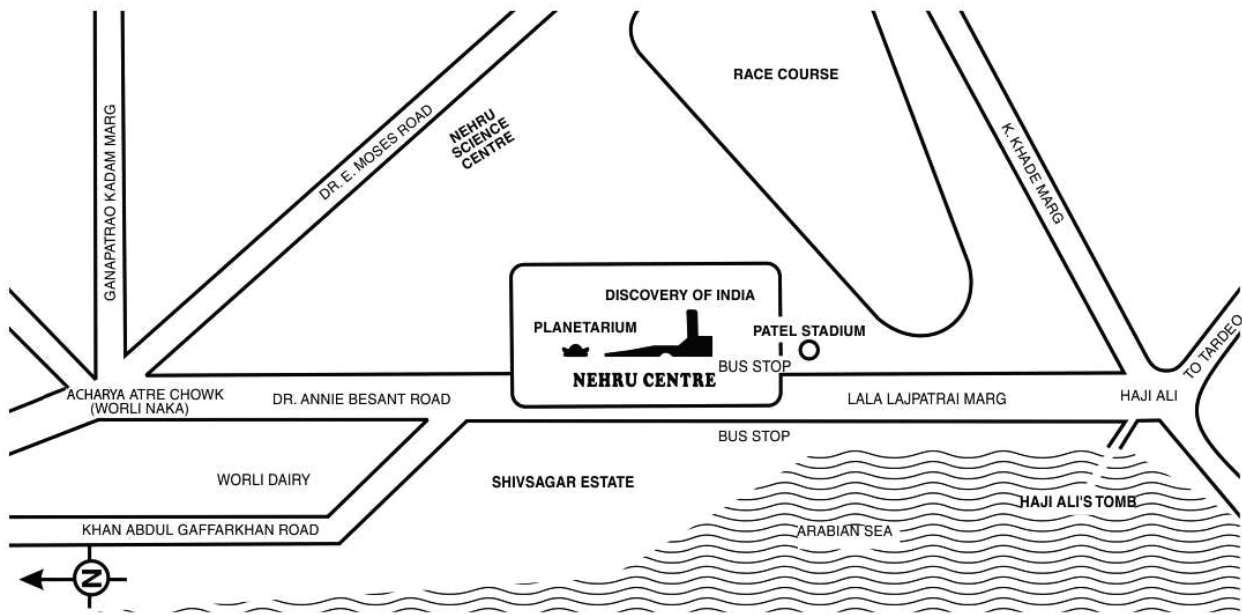 RACE COURSE
GANAPATRAO KADAM MARG
DR. E. MOSES ROAD
NEHRU
SCIENCE
CENTRE
K. KHADE MARG
DISCOVERY OF INDIA
PLANETARIUM
PATEL STADIUM
TO TARDEO
BUS STOP
NEHRU CENTRE
ACHARYA ATRE CHOWK
(WORLI NAKA)
DR. ANNIE BESANT ROAD
LALA LAJPATRAI MARG
HAJI ALI
BUS STOP
WORLI DAIRY
SHIVSAGAR ESTATE
HAJI ALI'S TOMB
KHAN ABDUL GAFFARKHAN ROAD
ARABIAN SEA
N